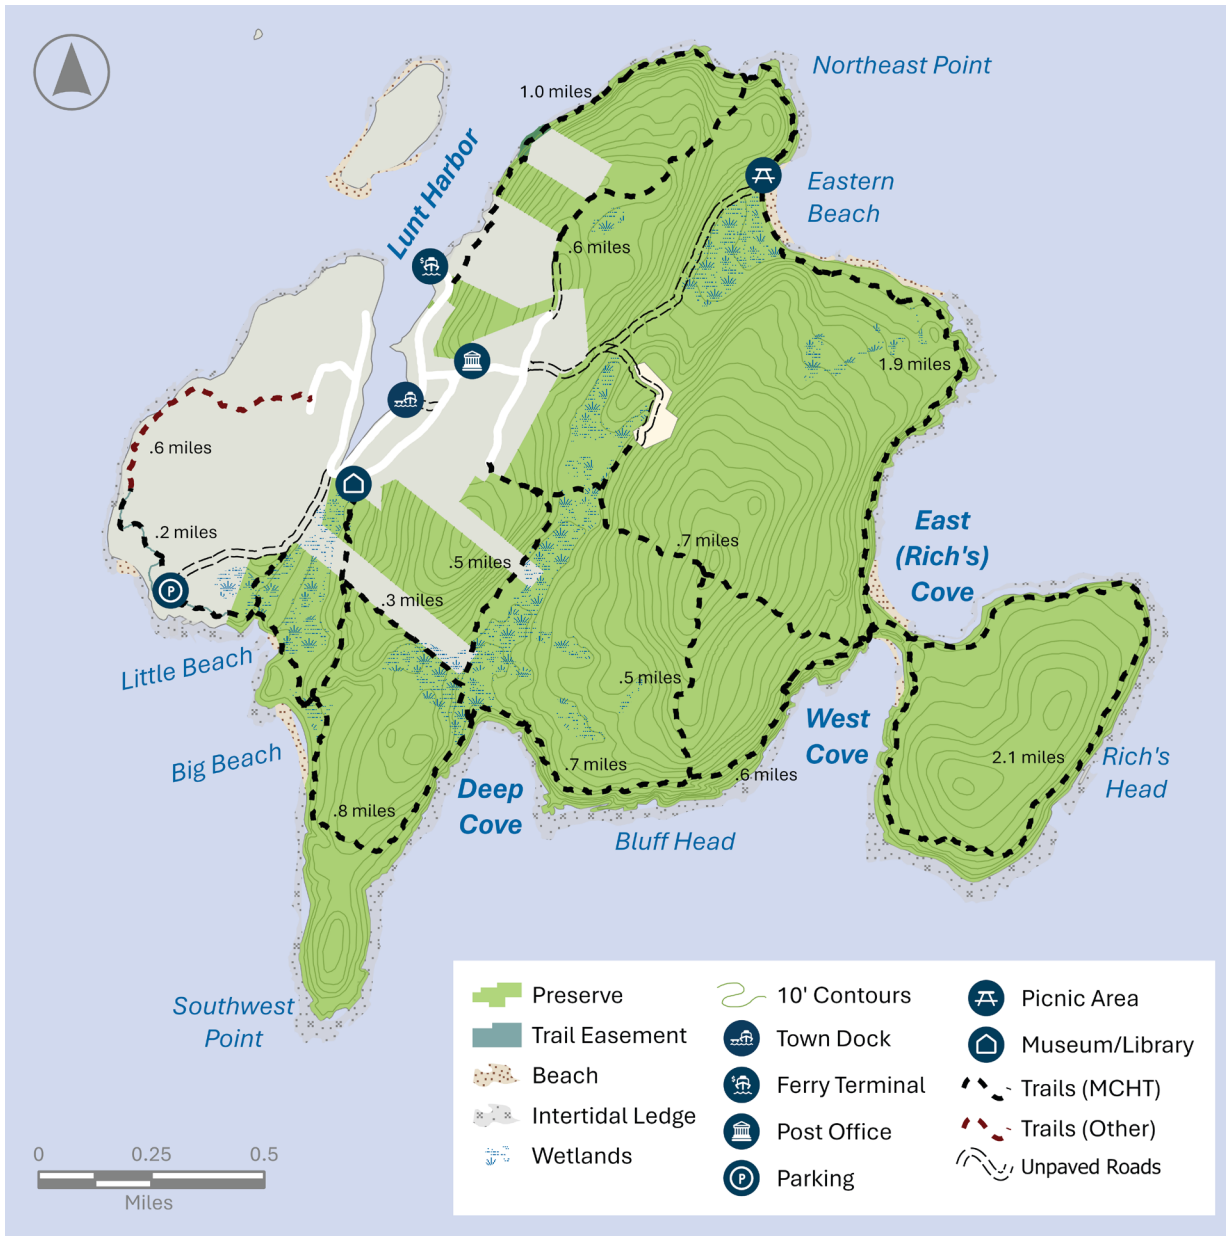 Northeast Point
1.0 miles
Lunt Harbor
Eastern
Beach
.6 miles
1.9 miles
.6 miles
.2 miles
.7 miles
East
(Rich's)
Cove
.5 miles
.3 miles
Little Beach
.5 miles
West
Cove
Big Beach
.7 miles
.6 miles
2.1 miles
Rich's
Head
Deep
Cove
.8 miles
Bluff Head
Southwest
Point
P
$
Preserve
Trail Easement
Beach
Intertidal Ledge
Wetlands
10' Contours
Town Dock
$
Ferry Terminal
Post Office
P
Parking
Picnic Area
Museum/Library
Trails (MCHT)
Trails (Other)
Unpaved Roads
0 0.25 0.5
Miles